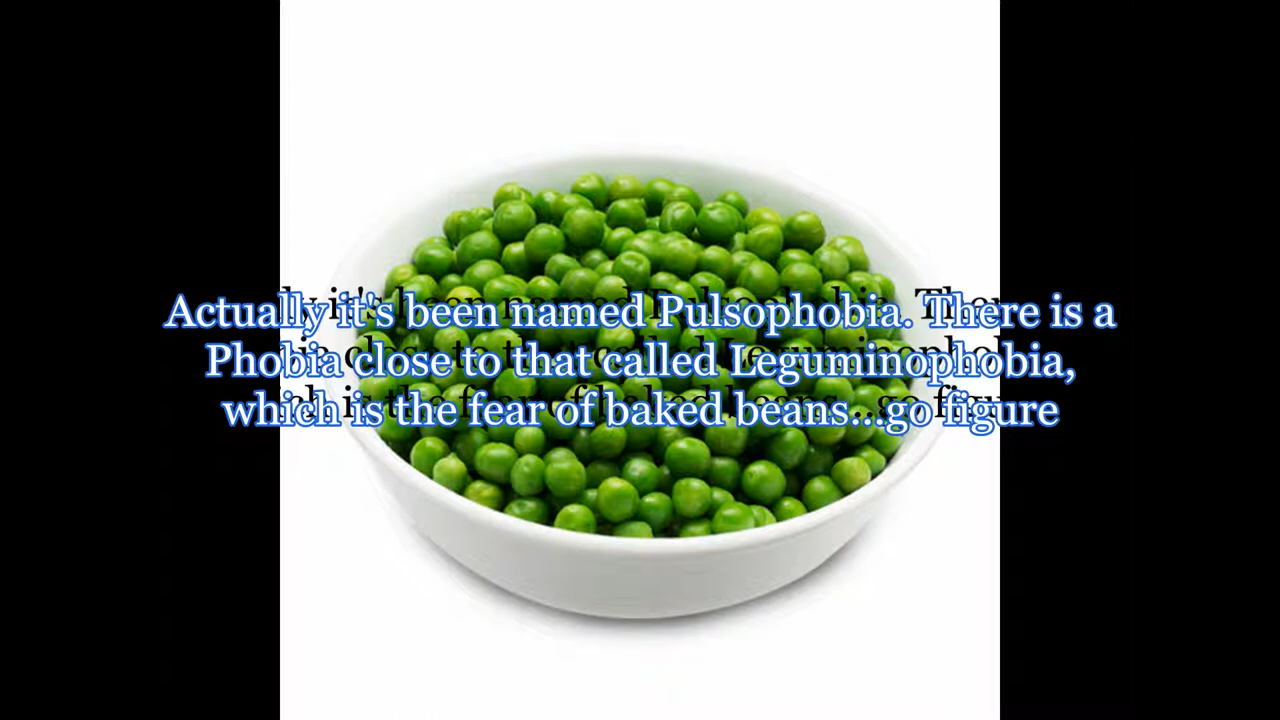 Actually it's been named Pulsophobia. There is a
Phobia close to that called Leguminophobia,
which is the fear of baked beans...go figure